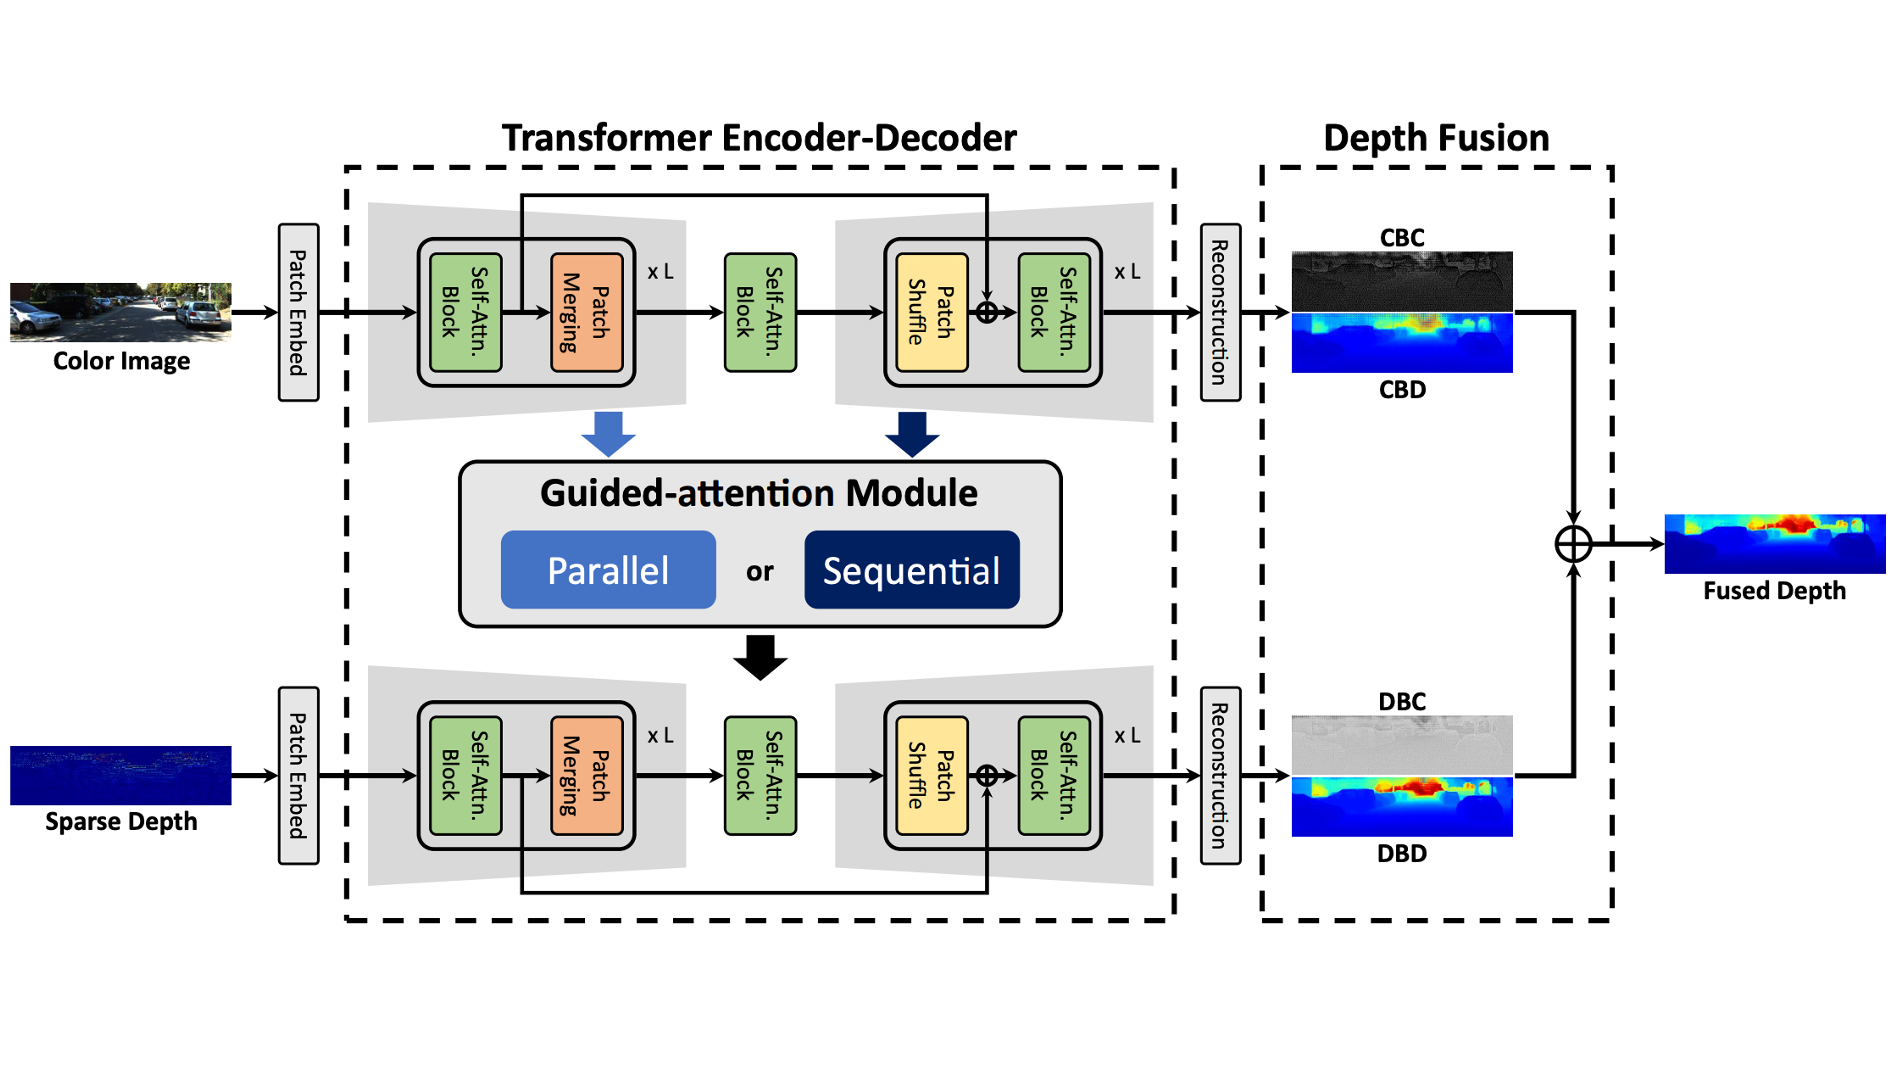 Transformer Encoder-Decoder
Depth Fusion
Color Image
Patch Embed
Self-Attn.
Block
Patch
Merging
x L
Self-Attn.
Block
Patch
Shuffle
Self-Attn.
Block
x L
Reconstruction
CBC
CBD
Guided-attention Module
Parallel
or
Sequential
Fused Depth
Sparse Depth
Patch Embed
Self-Attn.
Block
Patch
Merging
x L
Self-Attn.
Block
Patch
Shuffle
Self-Attn.
Block
x L
Reconstruction
DBC
DBD